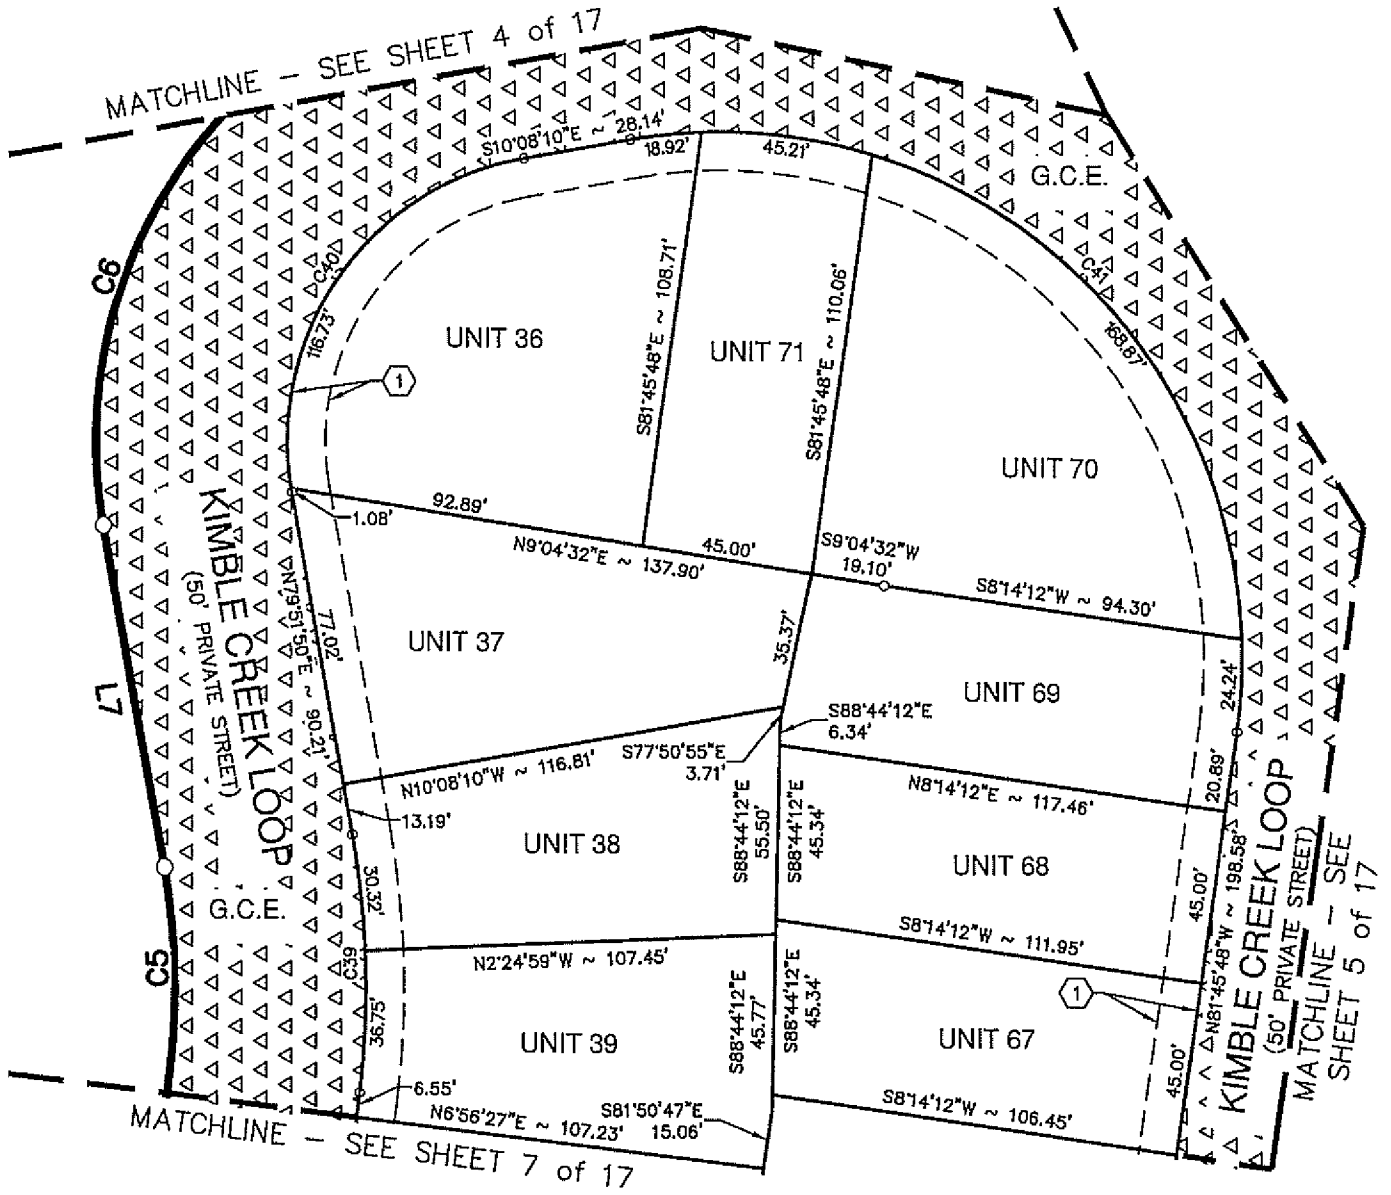 MATCHLINE - SEE SHEET 4 of 17
S10°08'10"E ~ 28.14'
18.92'
45.21'
G.C.E.
C6
C40
116.73'
C41
168.87'
UNIT 36
S81°45'48"E ~ 108.71'
UNIT 71
S81°45'48"E ~ 110.06'
1
UNIT 70
92.89'
1.08'
45.00'
N9°04'32"E ~ 137.90'
S9°04'32"W
19.10'
S8°14'12"W ~ 94.30'
KIMBLE CREEK LOOP
(50' PRIVATE STREET)
N79°51'50"E ~ 90.21'
77.02'
UNIT 37
35.37'
UNIT 69
24.24'
L7
S88°44'12"E
6.34'
S77°50'55"E
3.71'
N10°08'10"W ~ 116.81'
N8°14'12"E ~ 117.46'
20.89'
13.19'
UNIT 38
S88°44'12"E
55.50'
S88°44'12"E
45.34'
UNIT 68
45.00'
30.32'
G.C.E.
C5
C39
N2°24'59"W ~ 107.45'
S8°14'12"W ~ 111.95'
N81°45'48"W ~ 198.58'
KIMBLE CREEK LOOP
(50' PRIVATE STREET)
MATCHLINE - SEE
SHEET 5 of 17
36.75'
UNIT 39
S88°44'12"E
45.77'
S88°44'12"E
45.34'
1
UNIT 67
45.00'
6.55'
N6°56'27"E ~ 107.23'
S81°50'47"E
15.06'
S8°14'12"W ~ 106.45'
MATCHLINE - SEE SHEET 7 of 17